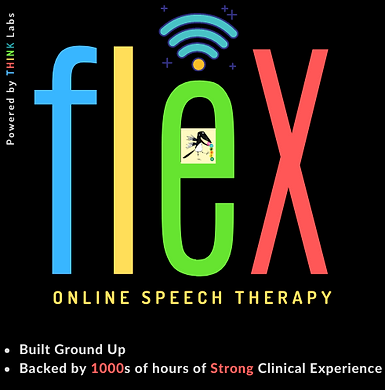 Powered by THINK Labs
flex
ONLINE SPEECH THERAPY
• Built Ground Up
• Backed by 1000s of hours of Strong Clinical Experience